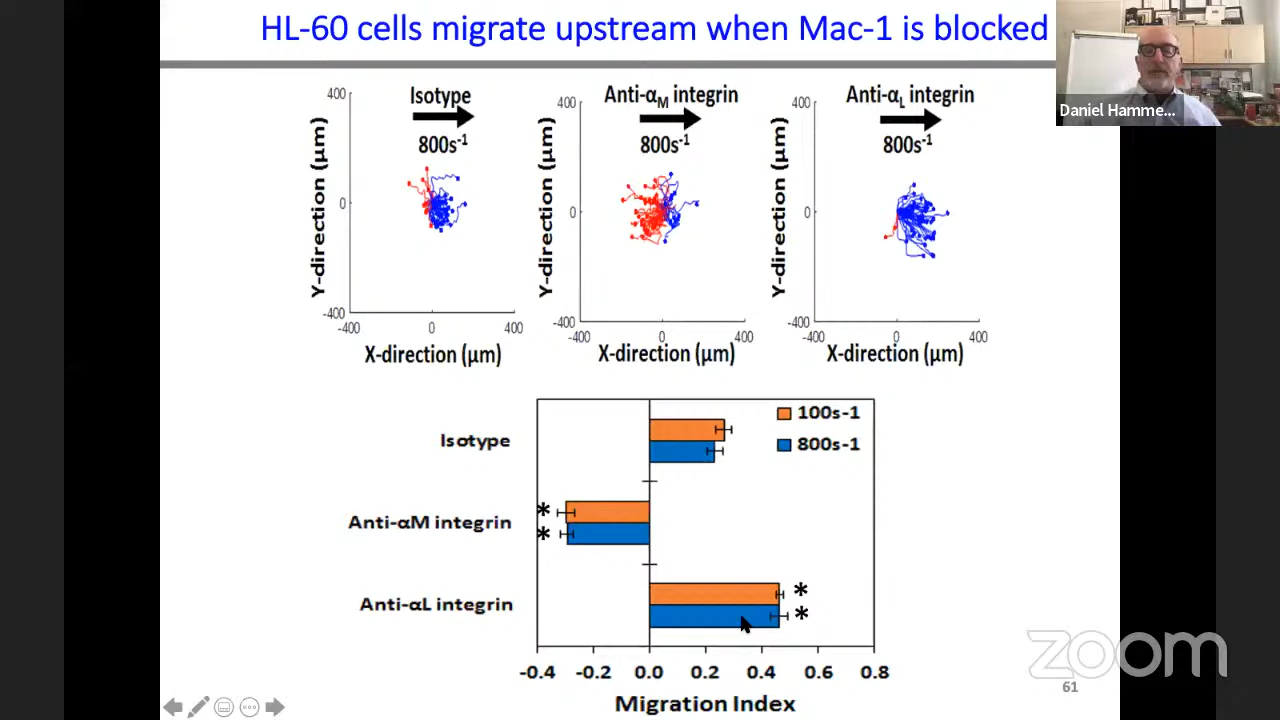 HL-60 cells migrate upstream when Mac-1 is blocked
Daniel Hamme...
Isotype
800s-1
Y-direction (µm)
400
0
-400
-400
0
400
X-direction (µm)
Anti-αM integrin
800s-1
Y-direction (µm)
400
0
-400
-400
0
400
X-direction (µm)
Anti-αL integrin
800s-1
Y-direction (µm)
400
0
-400
-400
0
400
X-direction (µm)
100s-1
800s-1
Isotype
Anti-αM integrin
*
*
Anti-αL integrin
*
*
-0.4 -0.2 0.0 0.2 0.4 0.6 0.8
Migration Index
zoom
61